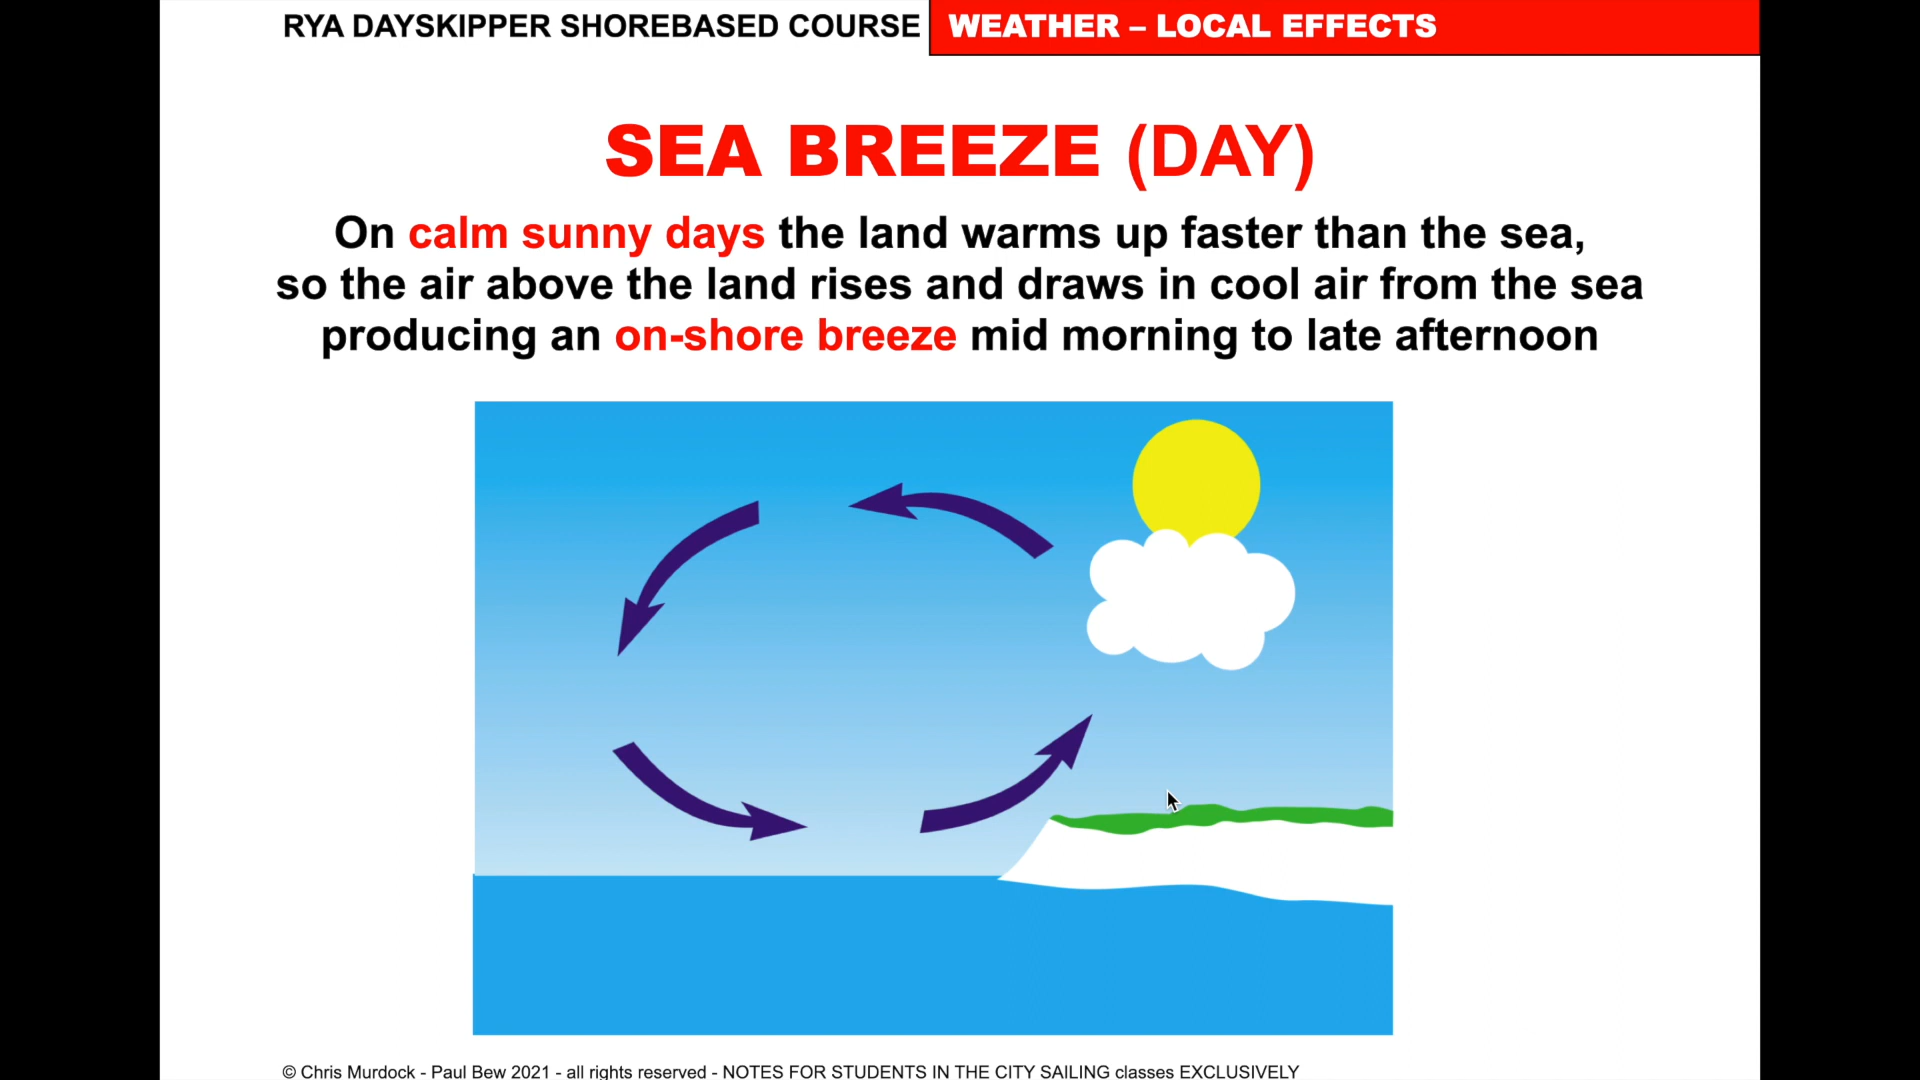 RYA DAYSKIPPER SHOREBASED COURSE WEATHER – LOCAL EFFECTS
SEA BREEZE (DAY)
On calm sunny days the land warms up faster than the sea,
so the air above the land rises and draws in cool air from the sea
producing an on-shore breeze mid morning to late afternoon
© Chris Murdock - Paul Bew 2021 - all rights reserved - NOTES FOR STUDENTS IN THE CITY SAILING classes EXCLUSIVELY